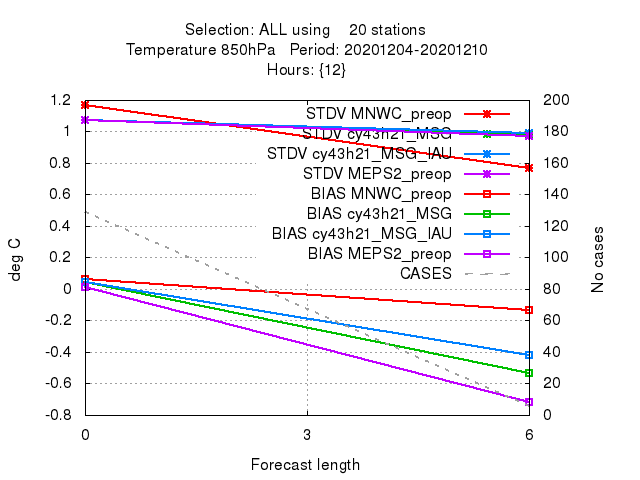 Selection: ALL using 20 stations
Temperature 850hPa Period: 20201204-20201210
Hours: {12}
1.2
1
0.8
0.6
0.4
0.2
0
-0.2
-0.4
-0.6
-0.8
deg C
STDV MNWC_preop
STDV cy43h21_MSG
STDV cy43h21_MSG_IAU
STDV MEPS2_preop
BIAS MNWC_preop
BIAS cy43h21_MSG
BIAS cy43h21_MSG_IAU
BIAS MEPS2_preop
CASES
200
180
160
140
120
100
80
60
40
20
0
No cases
0 3 6
Forecast length